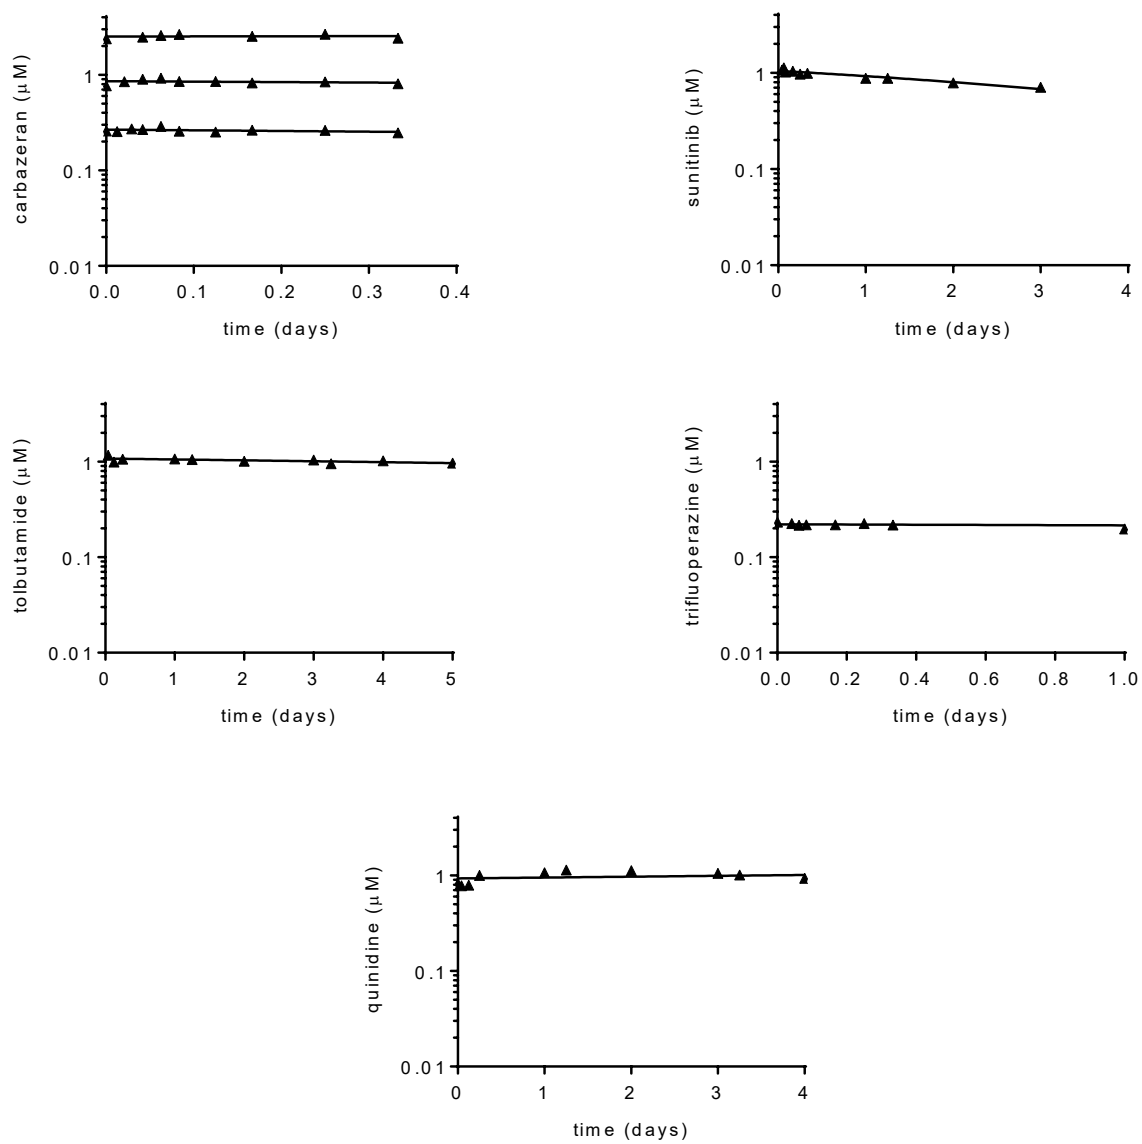 carbazeran (μM)
1
0.1
0.01
0.0 0.1 0.2 0.3 0.4
time (days)
sunitinib (μM)
1
0.1
0.01
0 1 2 3 4
time (days)
tolbutamide (μM)
1
0.1
0.01
0 1 2 3 4 5
time (days)
trifluoperazine (μM)
1
0.1
0.01
0.0 0.2 0.4 0.6 0.8 1.0
time (days)
quinidine (μM)
1
0.1
0.01
0 1 2 3 4
time (days)